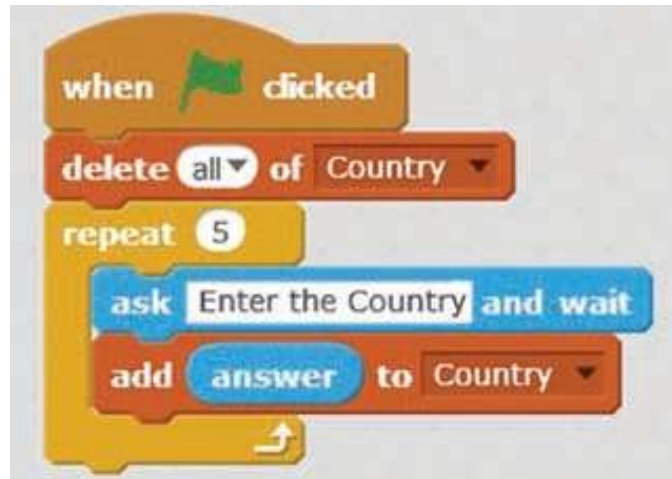 when clicked
delete all of Country
repeat 5
ask Enter the Country and wait
add answer to Country